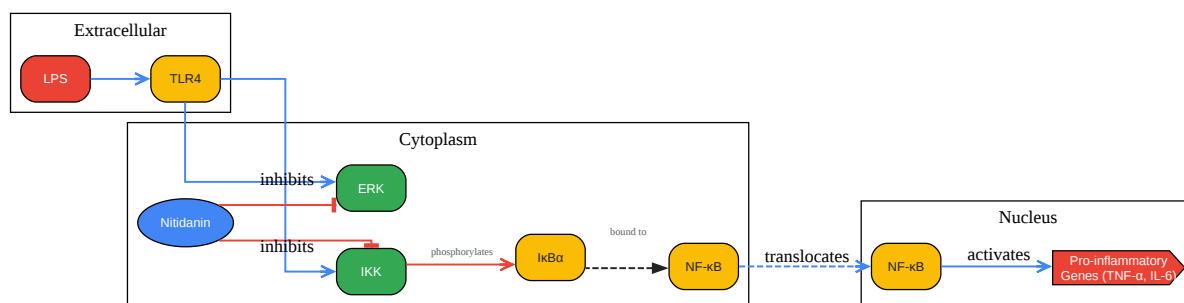 Extracellular
LPS
TLR4
Cytoplasm
inhibits
ERK
Nitidanin
inhibits
IKK
phosphorylates
IκBα
bound to
NF-κB
translocates
Nucleus
NF-κB
activates
Pro-inflammatory
Genes (TNF-α, IL-6)